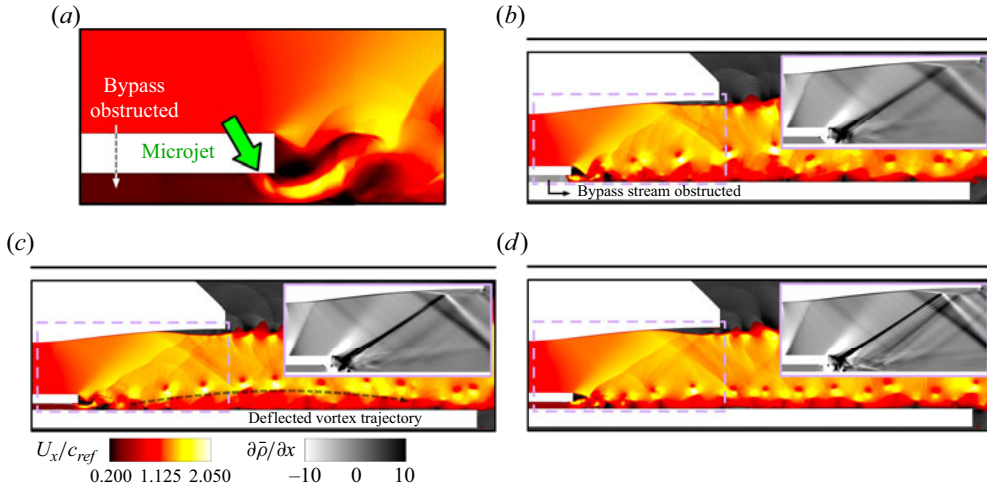 (a)
Bypass
obstructed
Microjet
(b)
Bypass stream obstructed
(c)
Deflected vortex trajectory
(d)
U_x/c_ref
0.200 1.125 2.050
∂ρ̄/∂x
−10 0 10